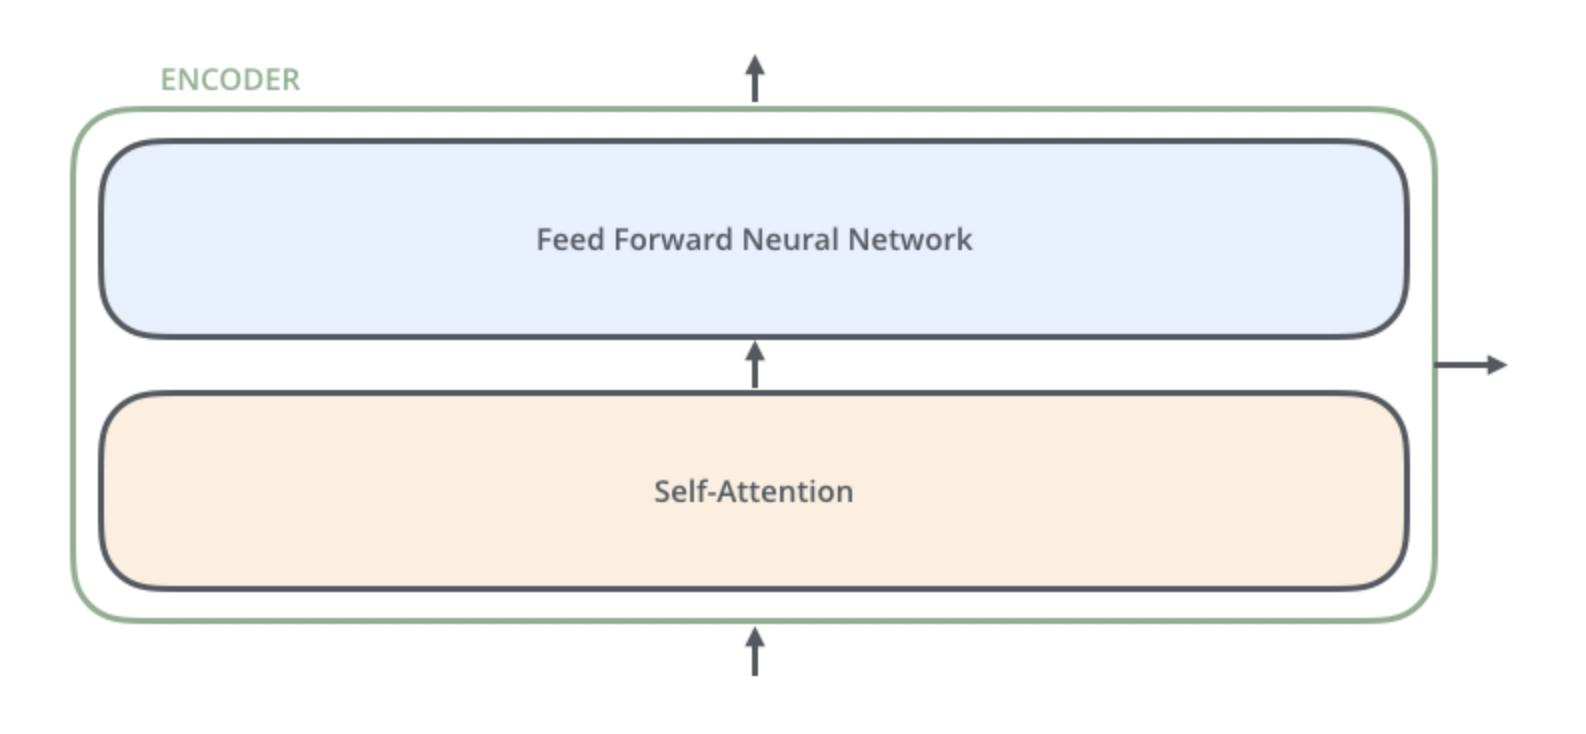 ENCODER
Feed Forward Neural Network
Self-Attention